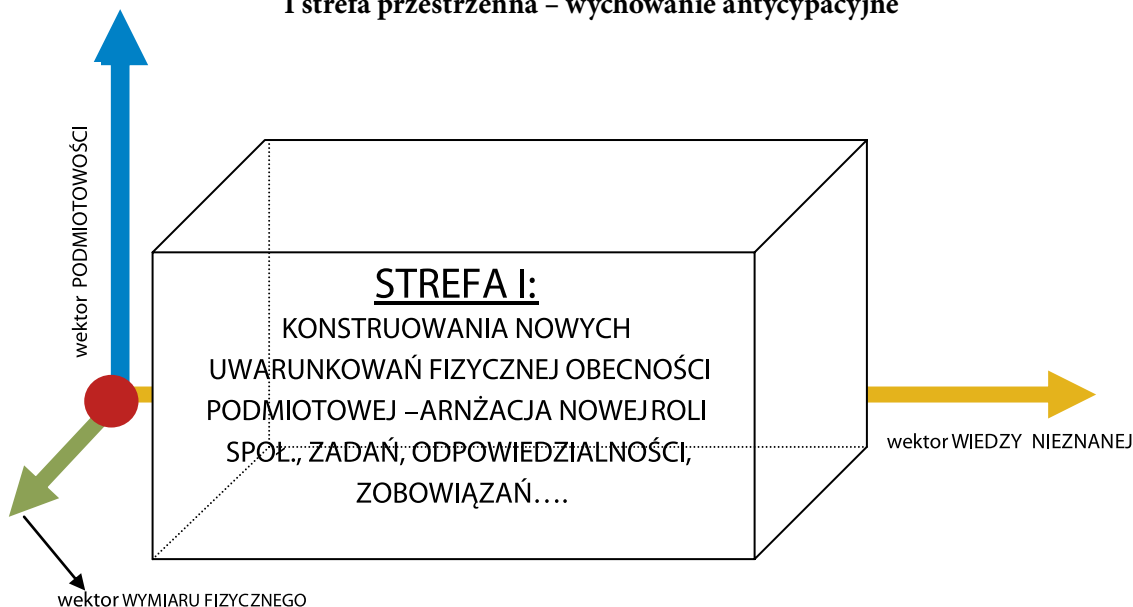 I strefa przestrzenna – wychowanie antycypacyjne
wektor PODMIOTOWOŚCI
STREFA I:
KONSTRUOWANIA NOWYCH
UWARUNKOWAŃ FIZYCZNEJ OBECNOŚCI
PODMIOTOWEJ –ARNŻACJA NOWEJ ROLI
SPOŁ., ZADAŃ, ODPOWIEDZIALNOŚCI,
ZOBOWIĄZAŃ....
wektor WIEDZY NIEZNANEJ
wektor WYMIARU FIZYCZNEGO